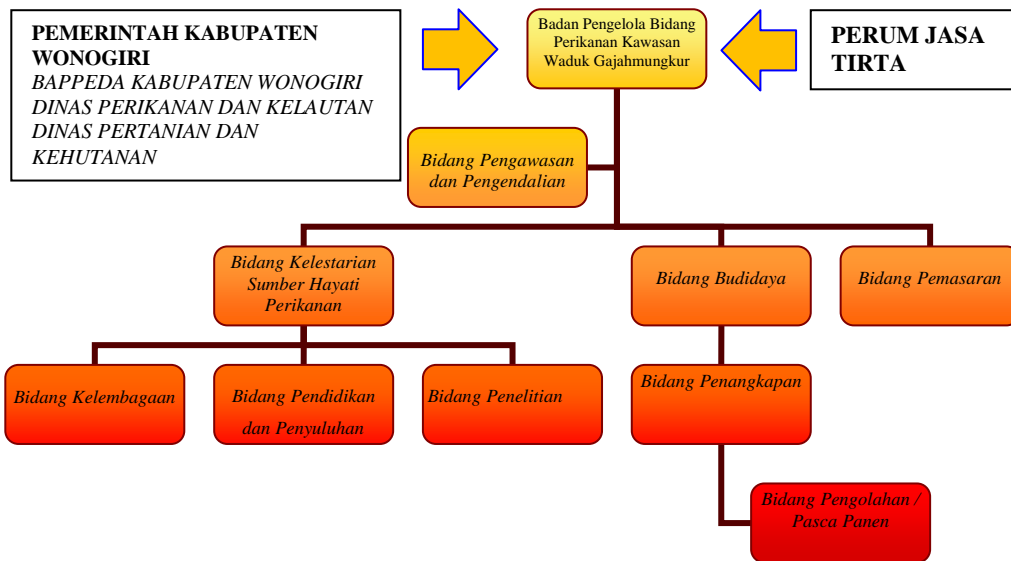 PEMERINTAH KABUPATEN
WONOGIRI
BAPPEDA KABUPATEN WONOGIRI
DINAS PERIKANAN DAN KELAUTAN
DINAS PERTANIAN DAN
KEHUTANAN
Badan Pengelola Bidang
Perikanan Kawasan
Waduk Gajahmungkur
PERUM JASA
TIRTA
Bidang Pengawasan
dan Pengendalian
Bidang Kelestarian
Sumber Hayati
Perikanan
Bidang Budidaya
Bidang Pemasaran
Bidang Kelembagaan
Bidang Pendidikan
dan Penyuluhan
Bidang Penelitian
Bidang Penangkapan
Bidang Pengolahan /
Pasca Panen